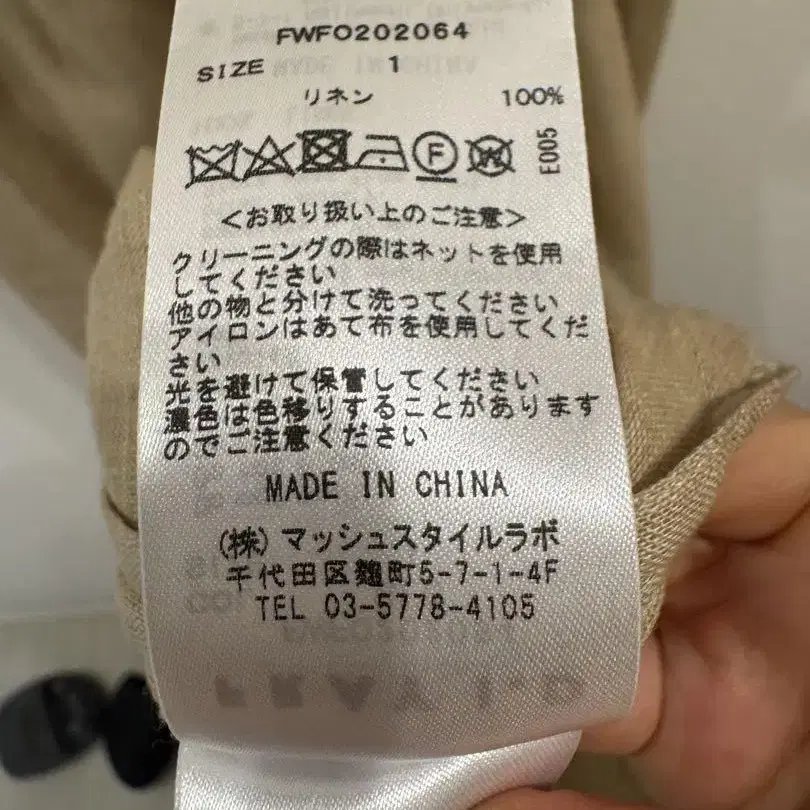 FWFO202064
SIZE 1
リネン 100%
F W E005
<お取り扱い上のご注意>
クリーニングの際はネットを使用
してください
他の物と分けて洗ってください
アイロンはあて布を使用してくだ
さい
光を避けて保管してください
濃色は色移りすることがあります
のでご注意ください
MADE IN CHINA
(株)マッシュスタイルラボ
千代田区麹町5-7-1-4F
TEL 03-5778-4105
FRAY I.D